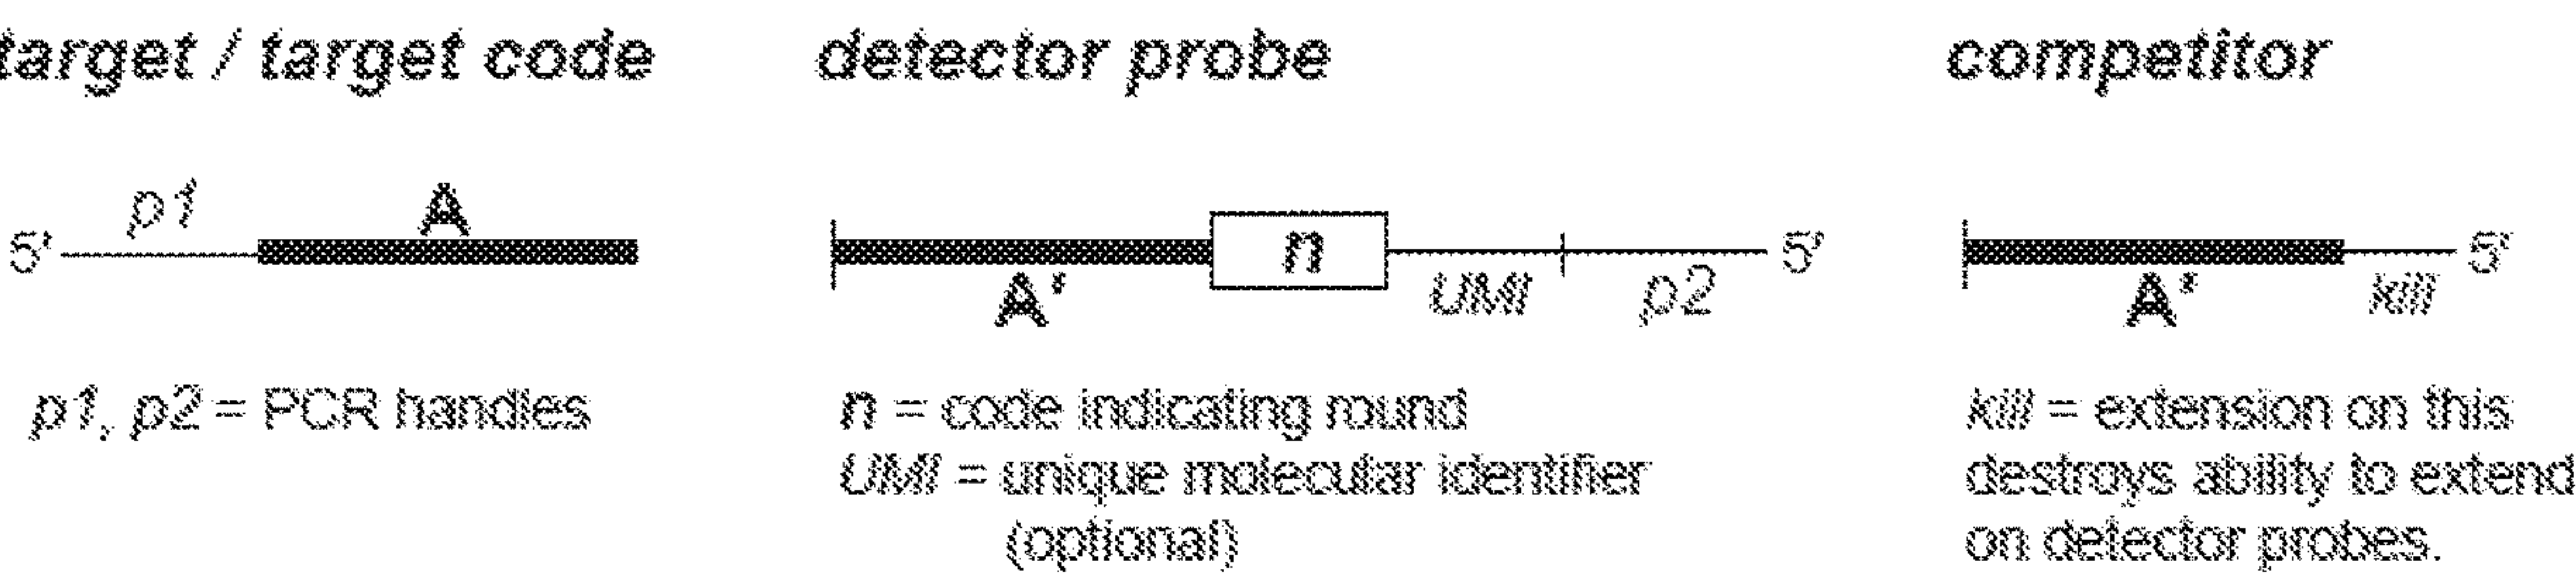 target / target code
detector probe
competitor
5' p1 A
A' n UMI p2 5'
A' kill 5'
p1, p2 = PCR handles
n = code indicating round
UMI = unique molecular identifier
(optional)
kill = extension on this
destroys ability to extend
on detector probes.